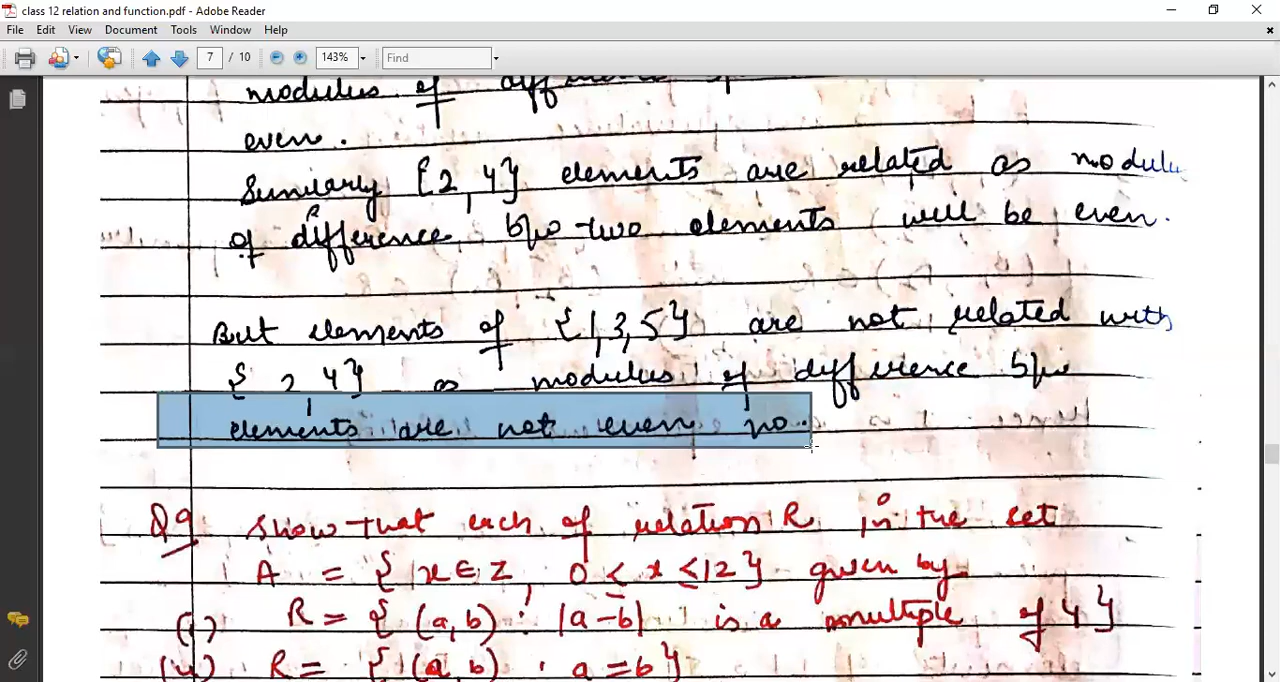 class 12 relation and function.pdf - Adobe Reader
File Edit View Document Tools Window Help
7 / 10 143% Find
modulus of difference
even.
Similarly {2, 4} elements are related as modulu
of difference b/w two elements will be even.
But elements of {1, 3, 5} are not related with
{ 2, 4} as modulus of difference b/w
elements are not even no.
Q9 Show that each of relation R in the set
A = { x ∈ Z, 0 ≤ x ≤ 12} given by
(i) R = { (a, b) : |a - b| is a multiple of 4 }
R = { (a, b) : a = b }